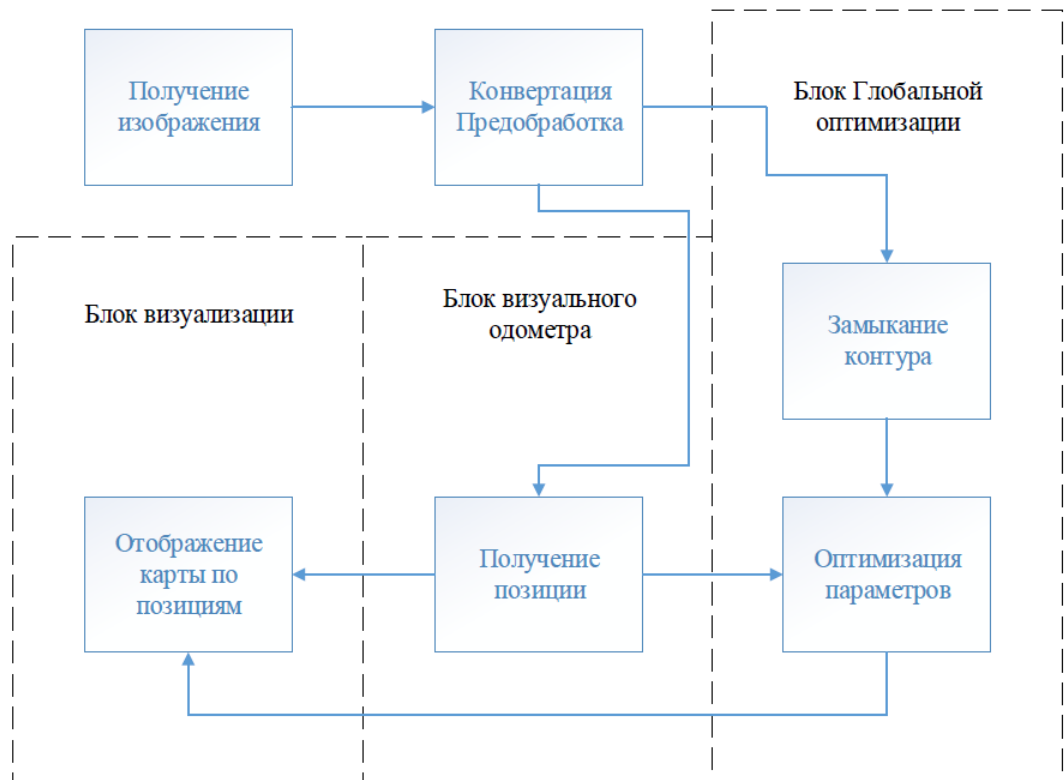 Получение
изображения
Конвертация
Предобработка
Блок Глобальной
оптимизации
Блок визуализации
Блок визуального
одометра
Замыкание
контура
Отображение
карты по
позициям
Получение
позиции
Оптимизация
параметров